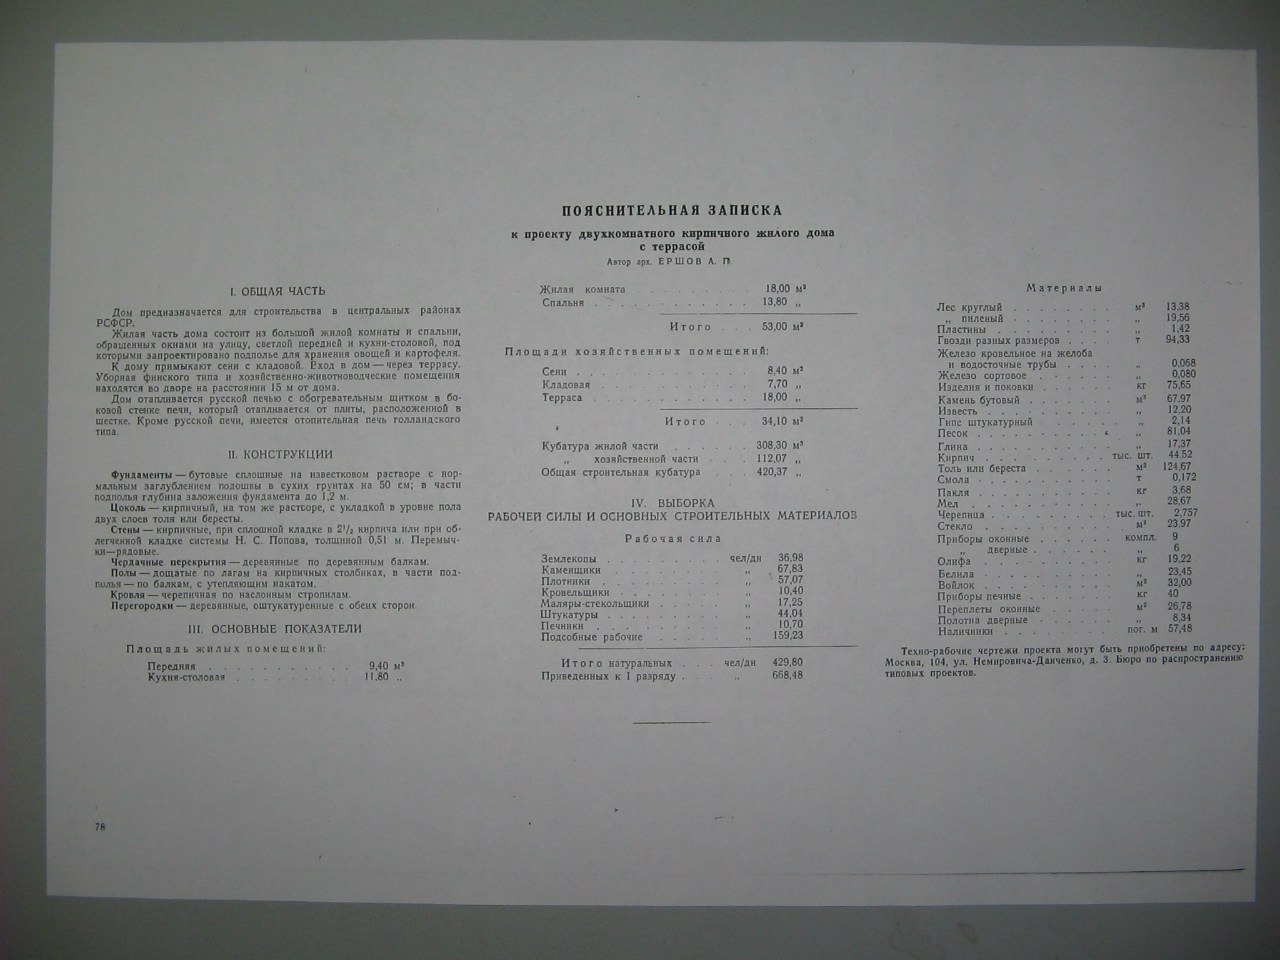 ПОЯСНИТЕЛЬНАЯ ЗАПИСКА
к проекту двухкомнатного кирпичного жилого дома
с террасой
Автор арх. ЕРШОВ А. П.
I. ОБЩАЯ ЧАСТЬ
Дом предназначается для строительства в центральных районах
РСФСР.
Жилая часть дома состоит из большой жилой комнаты и спальни,
обращенных окнами на улицу, светлой передней и кухни-столовой, под
которыми запроектировано подполье для хранения овощей и картофеля.
К дому примыкают сени с кладовой. Вход в дом — через террасу.
Уборная финского типа и хозяйственно-животноводческие помещения
находятся во дворе на расстоянии 15 м от дома.
Дом отапливается русской печью с обогревательным щитком в бо-
ковой стенке печи, который отапливается от плиты, расположенной в
шестке. Кроме русской печи, имеется отопительная печь голландского
типа.
II. КОНСТРУКЦИИ
Фундаменты — бутовые сплошные на известковом растворе с нор-
мальным заглублением подошвы в сухих грунтах на 50 см; в части
подполья глубина заложения фундамента до 1,2 м.
Цоколь — кирпичный, на том же растворе, с укладкой в уровне пола
двух слоев толя или бересты.
Стены — кирпичные, при сплошной кладке в 2¹/₂ кирпича или при об-
легченной кладке системы Н. С. Попова, толщиной 0,51 м. Перемыч-
ки—рядовые.
Чердачные перекрытия — деревянные по деревянным балкам.
Полы — дощатые по лагам на кирпичных столбиках, в части под-
полья — по балкам, с утепляющим накатом.
Кровля — черепичная по наслонным стропилам.
Перегородки — деревянные, оштукатуренные с обеих сторон.
III. ОСНОВНЫЕ ПОКАЗАТЕЛИ
Площадь жилых помещений:
Передняя . . . . . . . . . . . 9,40 м²
Кухня-столовая . . . . . . . . . 11,80 „
78
Жилая комната . . . . . . . . . 18,00 м²
Спальня . . . . . . . . . . . . 13,80 „
Итого . . . 53,00 м²
Площади хозяйственных помещений:
Сени . . . . . . . . . . . . . 8,40 м²
Кладовая . . . . . . . . . . . 7,70 „
Терраса . . . . . . . . . . . . 18,00 „
Итого . . . 34,10 м²
Кубатура жилой части . . . . . . 308,30 м³
„ хозяйственной части . . . . 112,07 „
Общая строительная кубатура . . . 420,37 „
IV. ВЫБОРКА
РАБОЧЕЙ СИЛЫ И ОСНОВНЫХ СТРОИТЕЛЬНЫХ МАТЕРИАЛОВ
Рабочая сила
Землекопы . . . . . . . . . чел/дн 36,98
Каменщики . . . . . . . . . „ 67,83
Плотники . . . . . . . . . . „ 57,07
Кровельщики . . . . . . . . „ 10,40
Маляры-стекольщики . . . . . „ 17,25
Штукатуры . . . . . . . . . „ 44,04
Печники . . . . . . . . . . „ 10,70
Подсобные рабочие . . . . . „ 159,23
Итого натуральных . . . чел/дн 429,80
Приведенных к I разряду . . . „ 668,48
Материалы
Лес круглый . . . . . . . . м³ 13,38
„ пиленый . . . . . . . . „ 19,56
Пластины . . . . . . . . . „ 1,42
Гвозди разных размеров . . . . т 94,33
Железо кровельное на желоба
и водосточные трубы . . . . „ 0,068
Железо сортовое . . . . . . . „ 0,080
Изделия и поковки . . . . . . кг 75,65
Камень бутовый . . . . . . . м³ 67,97
Известь . . . . . . . . . . „ 12,20
Гипс штукатурный . . . . . . „ 2,14
Песок . . . . . . . . . . . „ 81,04
Глина . . . . . . . . . . . „ 17,37
Кирпич . . . . . . . . . . тыс. шт. 44.52
Толь или береста . . . . . . м² 124,67
Смола . . . . . . . . . . . т 0,172
Пакля . . . . . . . . . . . кг 3,68
Мел . . . . . . . . . . . . „ 28,67
Черепица . . . . . . . . . тыс. шт. 2,757
Стекло . . . . . . . . . . м² 23,97
Приборы оконные . . . . . . компл. 9
„ дверные . . . . . . „ 6
Олифа . . . . . . . . . . . кг 19,22
Белила . . . . . . . . . . . „ 23,45
Войлок . . . . . . . . . . м² 32,00
Приборы печные . . . . . . . кг 40
Переплеты оконные . . . . . . м² 26,78
Полотна дверные . . . . . . . „ 8,34
Наличники . . . . . . . . . пог. м 57,48
Техно-рабочие чертежи проекта могут быть приобретены по адресу:
Москва, 104, ул. Немировича-Данченко, д. 3. Бюро по распространению
типовых проектов.